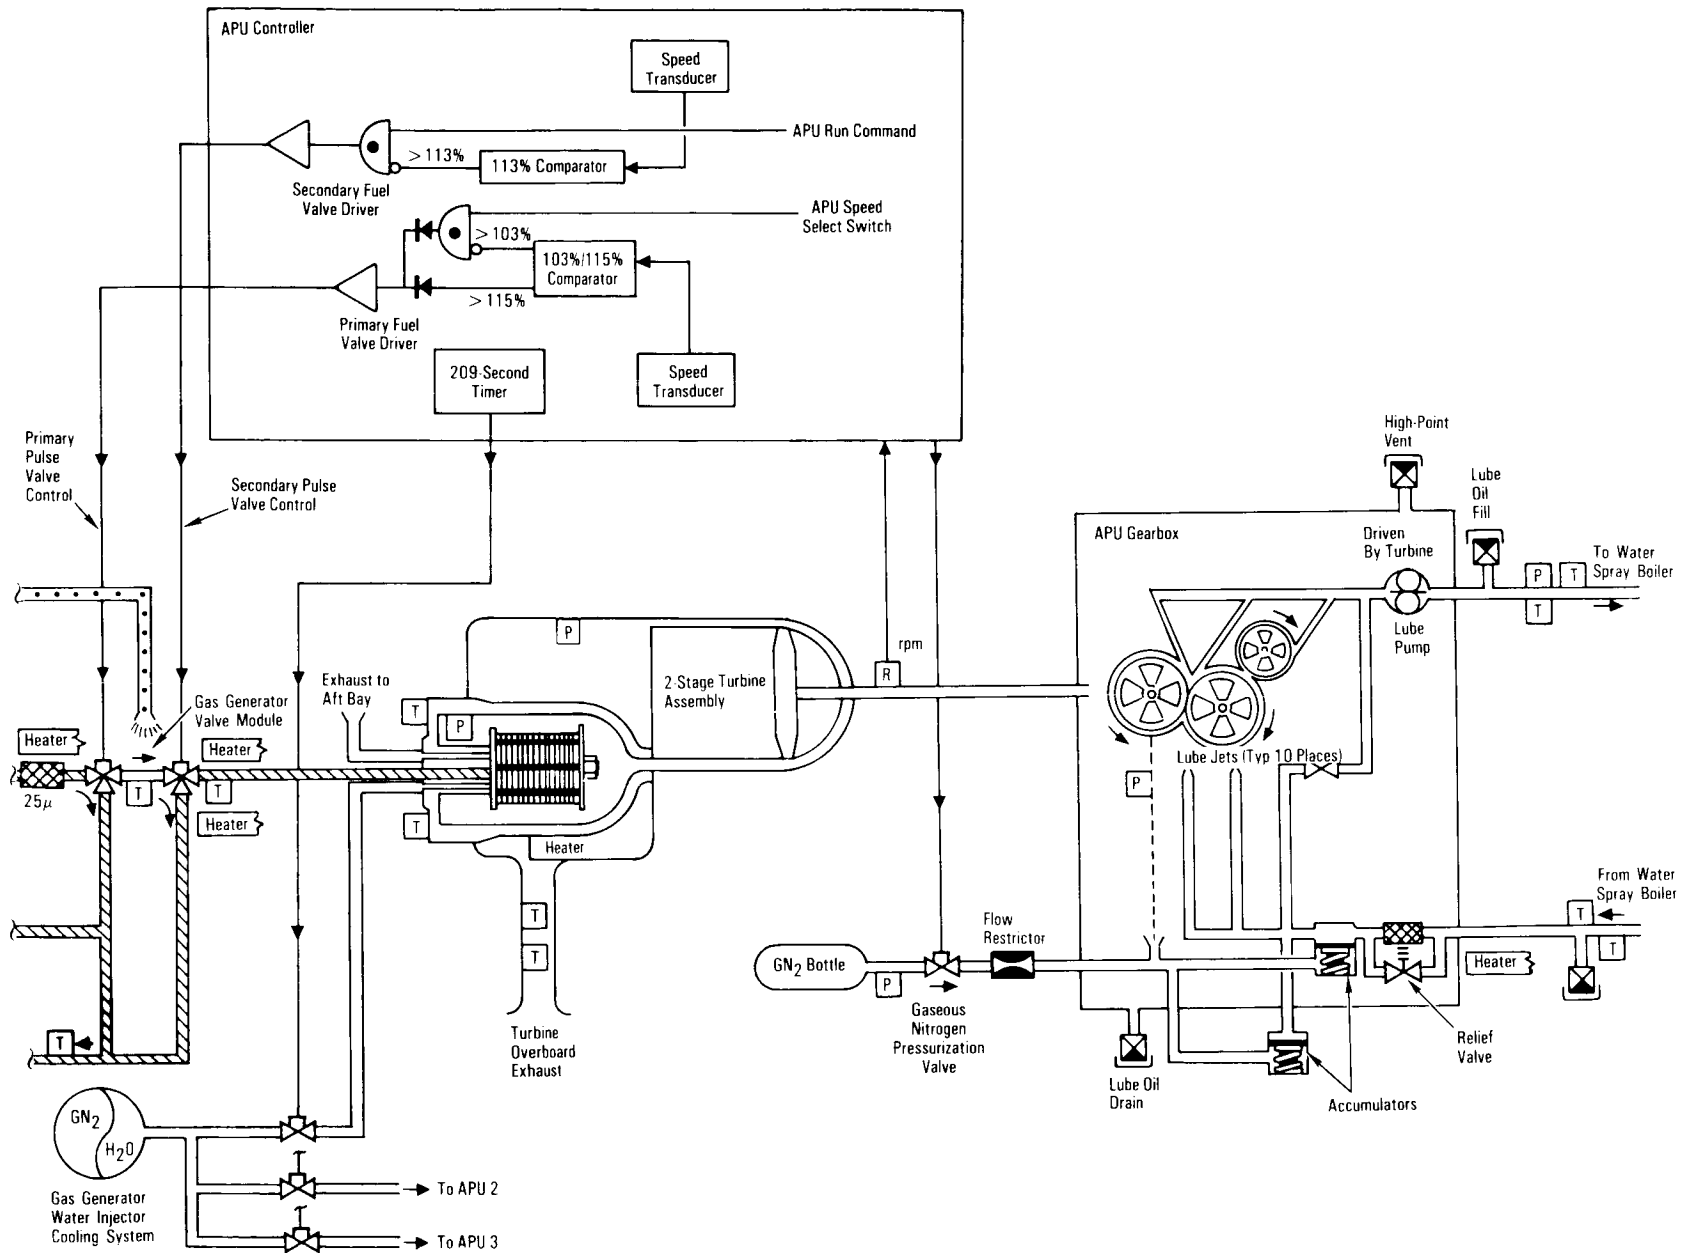 APU Controller
Speed
Transducer
APU Run Command
> 113%
113% Comparator
Secondary Fuel
Valve Driver
APU Speed
Select Switch
> 103%
103%/115%
Comparator
> 115%
Primary Fuel
Valve Driver
209-Second
Timer
Speed
Transducer
Primary
Pulse
Valve
Control
Secondary Pulse
Valve Control
High-Point
Vent
Lube
Oil
Fill
APU Gearbox
Driven
By Turbine
To Water
Spray Boiler
P
T
T
Lube
Pump
P
rpm
R
Exhaust to
Aft Bay
2-Stage Turbine
Assembly
Gas Generator
Valve Module
T
P
Heater
Heater
25μ
T
T
Heater
T
Heater
Lube Jets (Typ 10 Places)
P
T
T
Flow
Restrictor
From Water
Spray Boiler
T
T
Heater
GN2 Bottle
P
Gaseous
Nitrogen
Pressurization
Valve
Turbine
Overboard
Exhaust
Relief
Valve
Lube Oil
Drain
Accumulators
T
GN2
H2O
Gas Generator
Water Injector
Cooling System
To APU 2
To APU 3